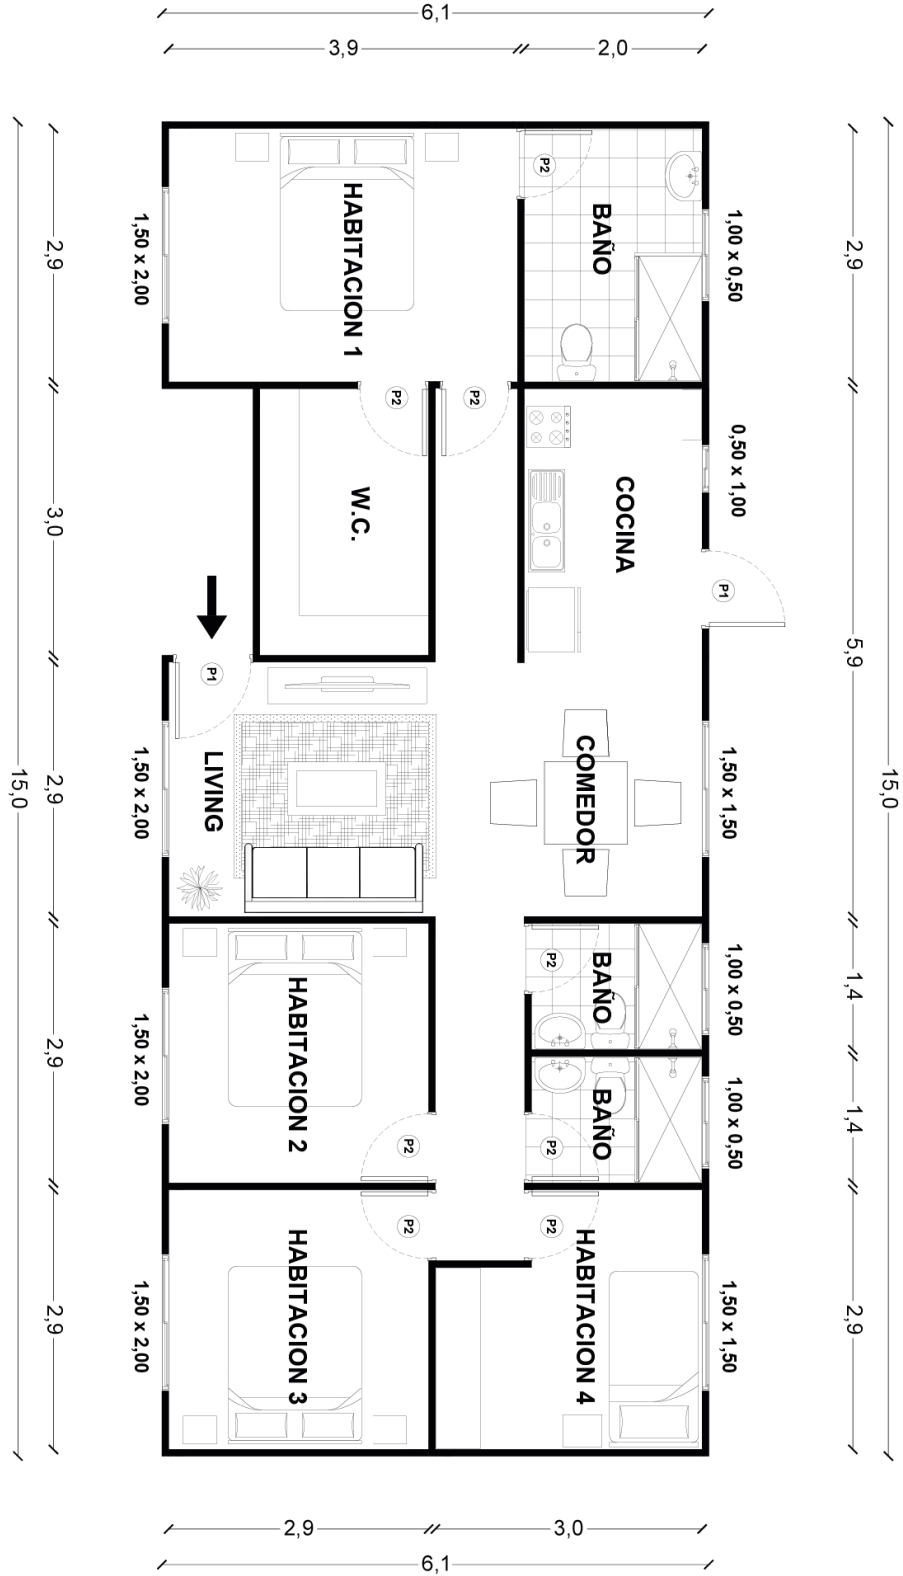 6,1
3,9
2,0
HABITACION 1
BAÑO
P2
1,50 x 2,00
1,00 x 0,50
2,9
2,9
P2
P2
W.C.
COCINA
0,50 x 1,00
P1
3,0
5,9
P1
LIVING
COMEDOR
1,50 x 2,00
1,50 x 1,50
15,0
2,9
15,0
P2
BAÑO
1,00 x 0,50
1,4
HABITACION 2
1,50 x 2,00
2,9
P2
P2
BAÑO
1,00 x 0,50
1,4
P2
P2
HABITACION 3
HABITACION 4
1,50 x 2,00
1,50 x 1,50
2,9
2,9
2,9
3,0
6,1